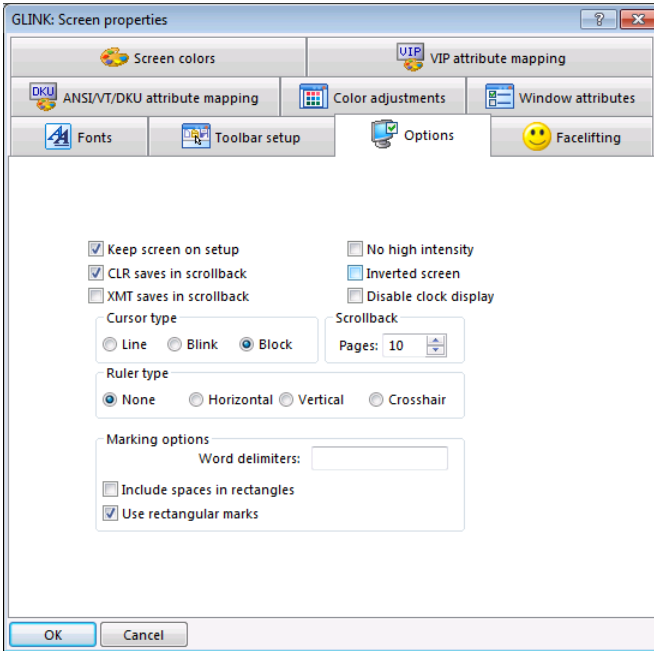 GLINK: Screen properties
?
Screen colors
VIP
VIP attribute mapping
DKU
ANSI/VT/DKU attribute mapping
Color adjustments
Window attributes
Fonts
Toolbar setup
Options
Facelifting
Keep screen on setup
No high intensity
CLR saves in scrollback
Inverted screen
XMT saves in scrollback
Disable clock display
Cursor type
Scrollback
Line Blink Block
Pages: 10
Ruler type
None Horizontal Vertical Crosshair
Marking options
Word delimiters:
Include spaces in rectangles
Use rectangular marks
OK
Cancel